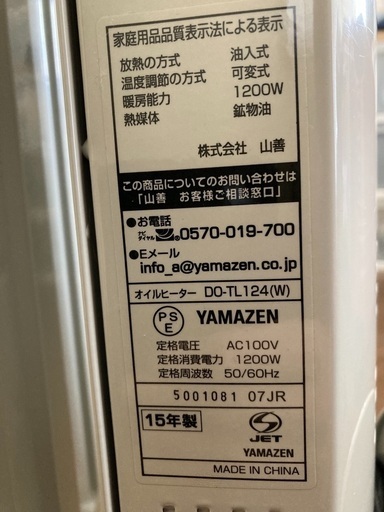 家庭用品品質表示法による表示
放熱の方式 油入式
温度調節の方式 可変式
暖房能力 1200W
熱媒体 鉱物油
株式会社 山善
この商品についてのお問い合わせは
「山善 お客様ご相談窓口」
●お電話
ナビダイヤル 0570-019-700
●Eメール
info_a@yamazen.co.jp
オイルヒーター DO-TL124(W)
PSE YAMAZEN
定格電圧 AC100V
定格消費電力 1200W
定格周波数 50/60Hz
5001081 07JR
15年製
JET
YAMAZEN
MADE IN CHINA